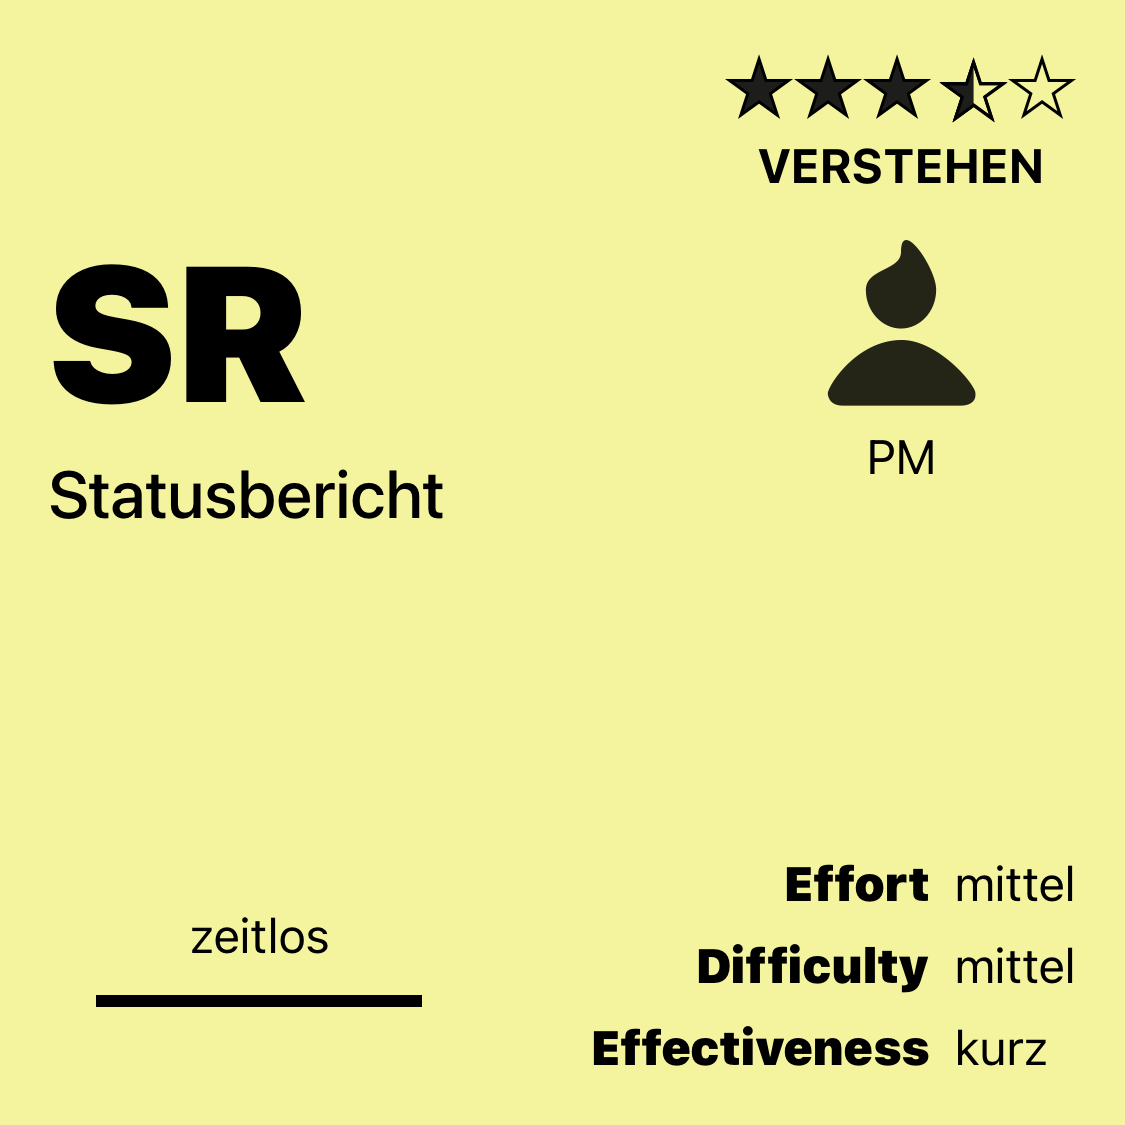 VERSTEHEN
SR
PM
Statusbericht
zeitlos
Effort mittel
Difficulty mittel
Effectiveness kurz